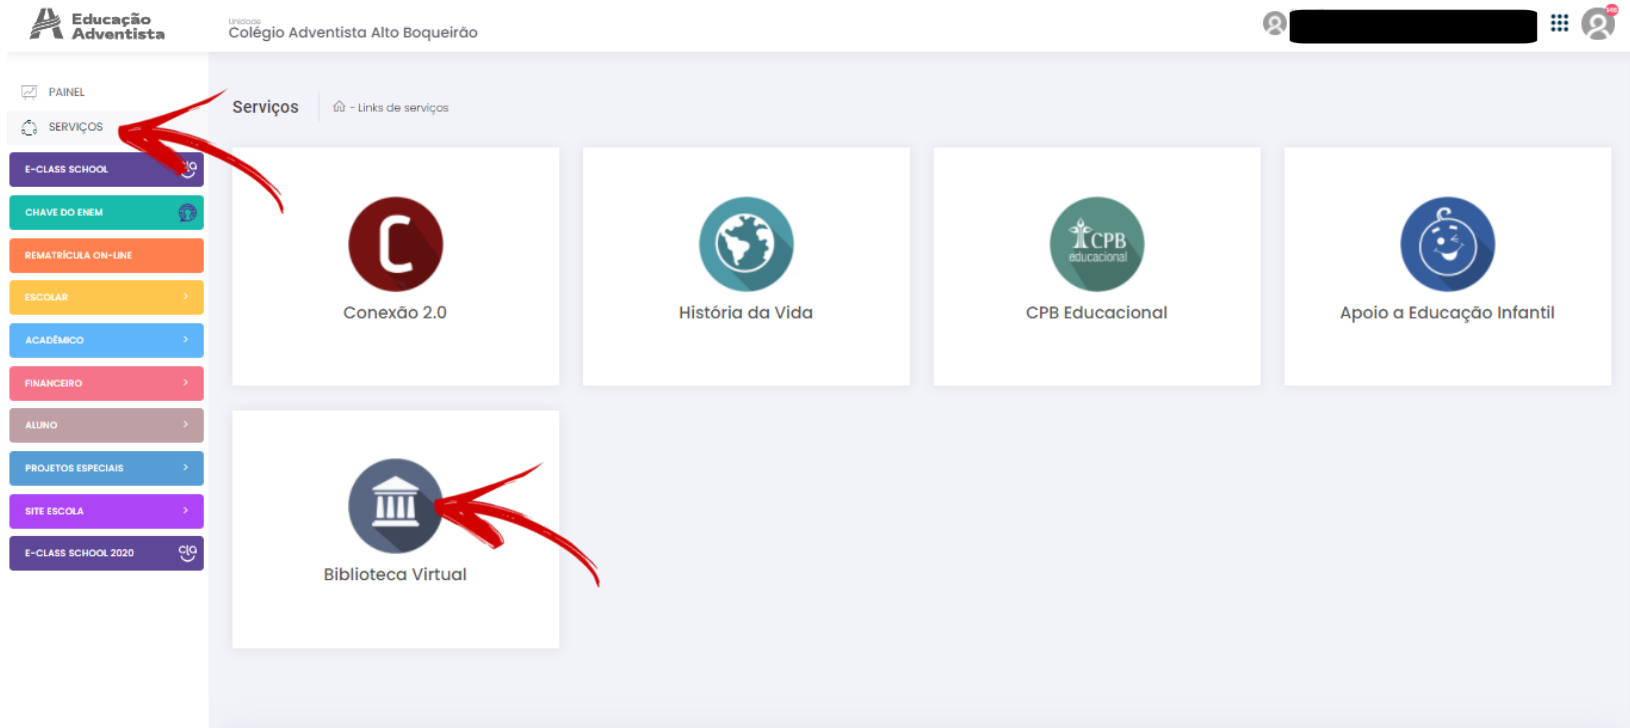 Educação
Adventista
Unidade
Colégio Adventista Alto Boqueirão
PAINEL
SERVIÇOS
E-CLASS SCHOOL
CHAVE DO ENEM
REMATRÍCULA ON-LINE
ESCOLAR
ACADÊMICO
FINANCEIRO
ALUNO
PROJETOS ESPECIAIS
SITE ESCOLA
E-CLASS SCHOOL 2020
cla
Serviços
- Links de serviços
C
Conexão 2.0
História da Vida
CPB
educacional
CPB Educacional
Apoio a Educação Infantil
Biblioteca Virtual